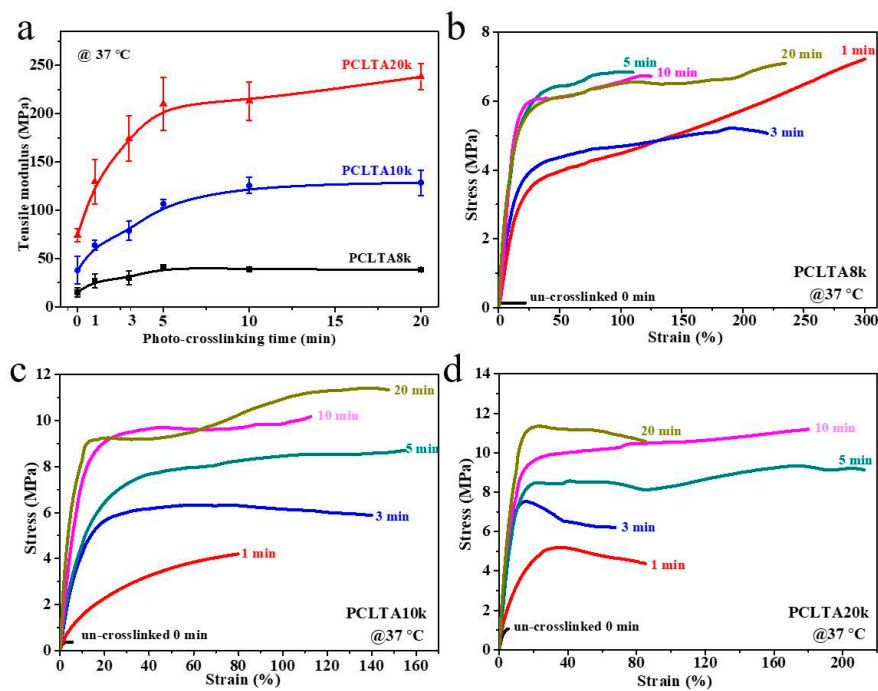 a
@ 37 °C
PCLTA20k
PCLTA10k
PCLTA8k
Tensile modulus (MPa)
250
200
150
100
50
0
0 1 3 5 10 20
Photo-crosslinking time (min)
b
5 min
20 min
1 min
10 min
3 min
un-crosslinked 0 min
PCLTA8k
@37 °C
Stress (MPa)
8
6
4
2
0
0 50 100 150 200 250 300
Strain (%)
c
20 min
10 min
5 min
3 min
1 min
un-crosslinked 0 min
PCLTA10k
@37 °C
Stress (MPa)
12
10
8
6
4
2
0
0 20 40 60 80 100 120 140 160
Strain (%)
d
20 min
10 min
5 min
3 min
1 min
un-crosslinked 0 min
PCLTA20k
@37 °C
Stress (MPa)
14
12
10
8
6
4
2
0
0 40 80 120 160 200
Strain (%)